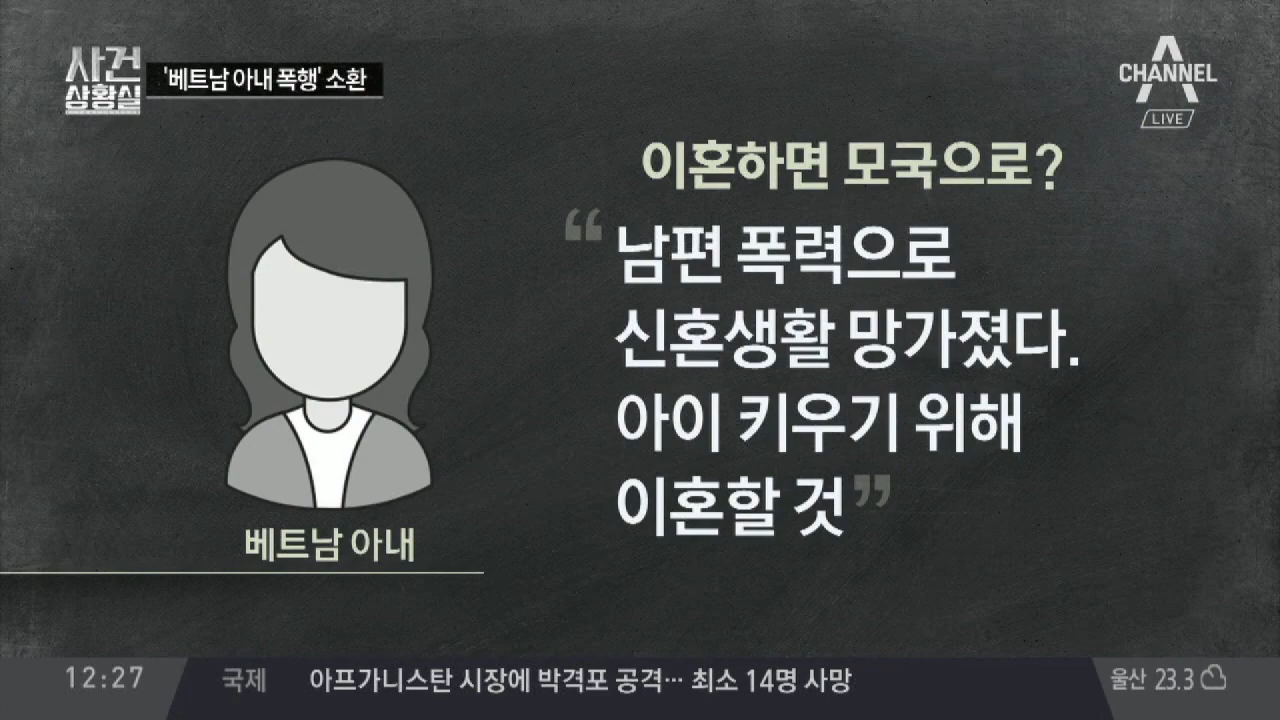 사건
상황실
'베트남 아내 폭행' 소환
CHANNEL A
LIVE
이혼하면 모국으로?
“남편 폭력으로
신혼생활 망가졌다.
아이 키우기 위해
이혼할 것”
베트남 아내
12:27
국제 아프가니스탄 시장에 박격포 공격… 최소 14명 사망
울산 23.3